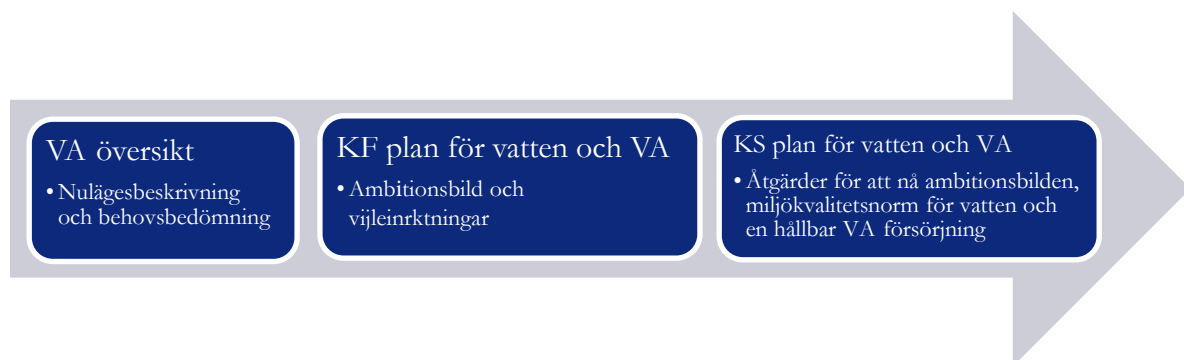 VA översikt
• Nulägesbeskrivning
och behovsbedömning
KF plan för vatten och VA
• Ambitionsbild och
vijleinrktningar
KS plan för vatten och VA
• Åtgärder för att nå ambitionsbilden,
miljökvalitetsnorm för vatten och
en hållbar VA försörjning